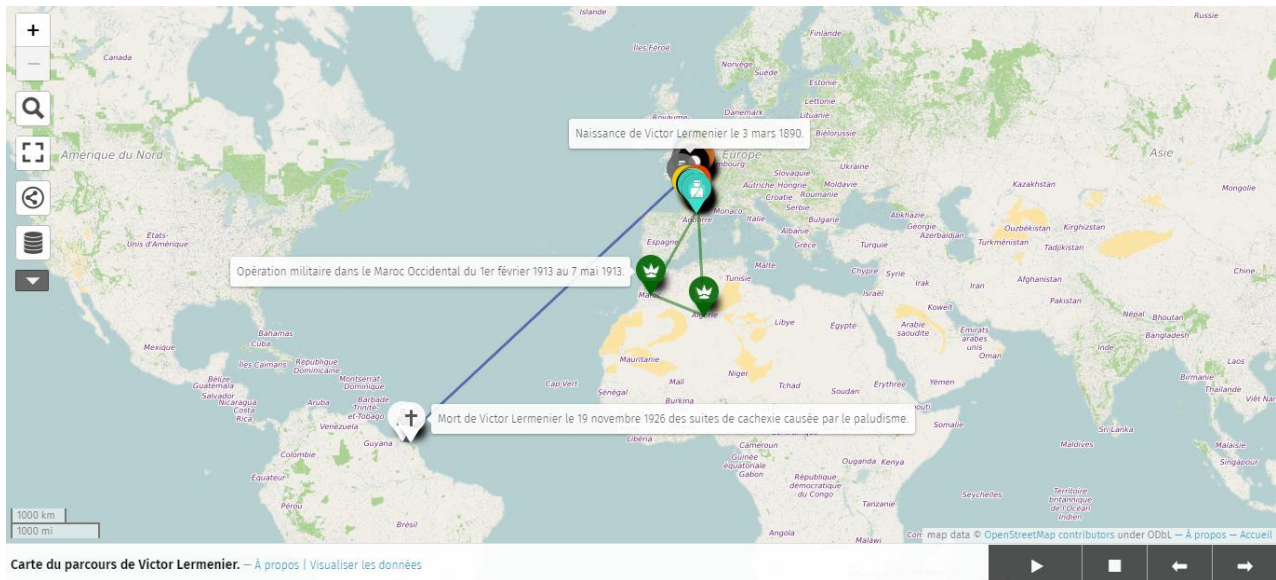 +
Islande
Russie
Finlande
Îles Féroé
Canada
Norvège
Suède
Estonie
Lettonie
Danemark
Lituanie
Royaume
Naissance de Victor Lermenier le 3 mars 1890.
Biélorussie
Amérique du Nord
Europe
Asie
Ukraine
Slovaquie
Kazakhstan
Autriche Hongrie Moldavie
Mongolie
Croatie Roumanie
Serbie
Monaco Italie Bulgarie
Abkhazie
Andorre
Géorgie
Ouzbékistan Kirghizstan
Albanie
Azerbaïdjan
États-
Unis d'Amérique
Espagne
Grèce
Turquie
Turkménistan Tadjikistan
Opération militaire dans le Maroc Occidental du 1er février 1913 au 7 mai 1913.
Malte
Tunisie
Chypre Syrie
Chine
Irak
Iran
Afghanistan
Maroc
Israël
Pakistan
Koweït
Algérie
Libye
Égypte
Arabie
saoudite
Émirats
arabes
unis
Népal Bhoutan
Bangladesh
Bahamas
Cuba
Oman
Inde
Mexique
Îles Caïmans
République
Dominicaine
Mauritanie
Laos
Birmanie
Belize
Guatemala
Salvador
Nicaragua
Costa
Rica
Montserrat
Dominique
Cap-Vert
Mali
Niger
Tchad
Soudan
Érythrée
Yémen
Thaïlande
Sénégal
Burkina
Viêt Nam
Aruba
Barbade
Trinité-
et-Tobago
Mort de Victor Lermenier le 19 novembre 1926 des suites de cachexie causée par le paludisme.
Venezuela
Guyana
Colombie
Libéria
Somalie
Sri Lanka
Cameroun
Maldives
Malaisie
Guinée
équatoriale
Gabon
Ouganda Kenya
Singapour
Équateur
République
démocratique
du Congo
Seychelles
Territoire
britannique
de l'Océan
Indien
Pérou
Tanzanie
1000 km
1000 mi
Brésil
Angola
Malawi
map data © OpenStreetMap contributors under ODbL — À propos — Accueil
Carte du parcours de Victor Lermenier. — À propos | Visualiser les données